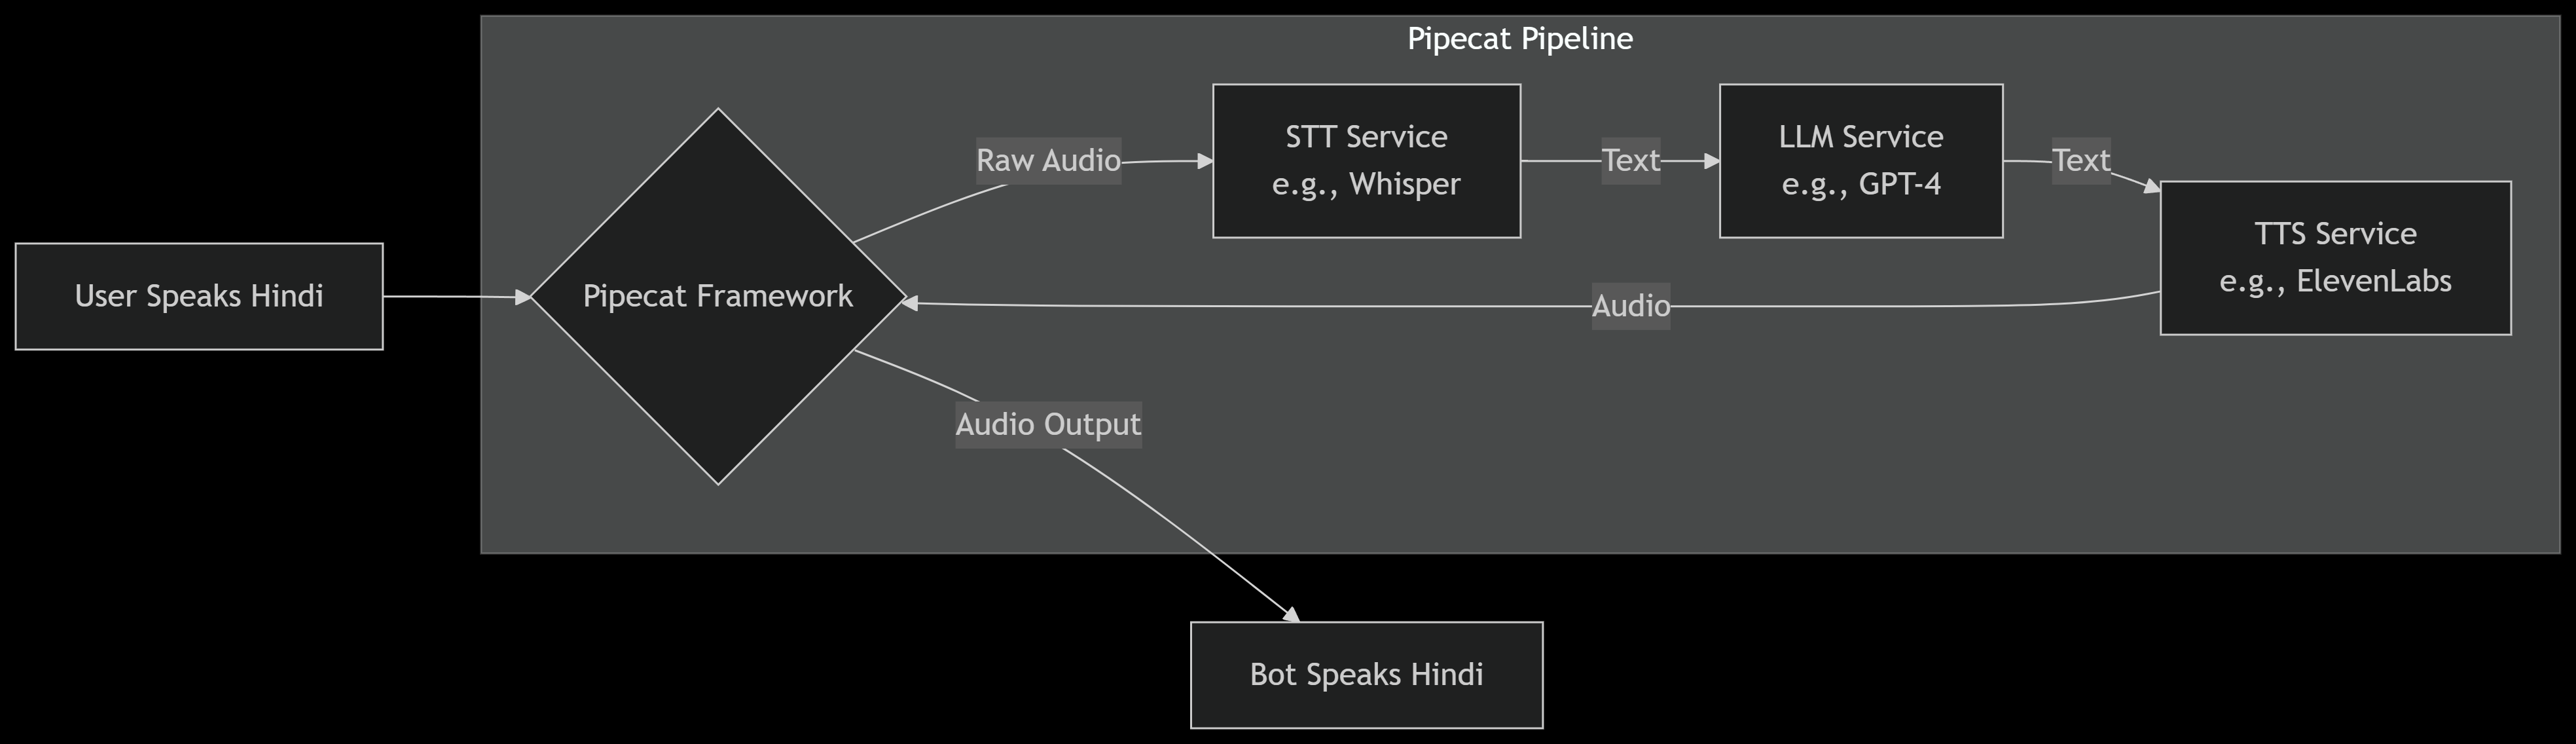 Pipecat Pipeline
User Speaks Hindi
Pipecat Framework
Raw Audio
STT Service
e.g., Whisper
Text
LLM Service
e.g., GPT-4
Text
TTS Service
e.g., ElevenLabs
Audio
Audio Output
Bot Speaks Hindi